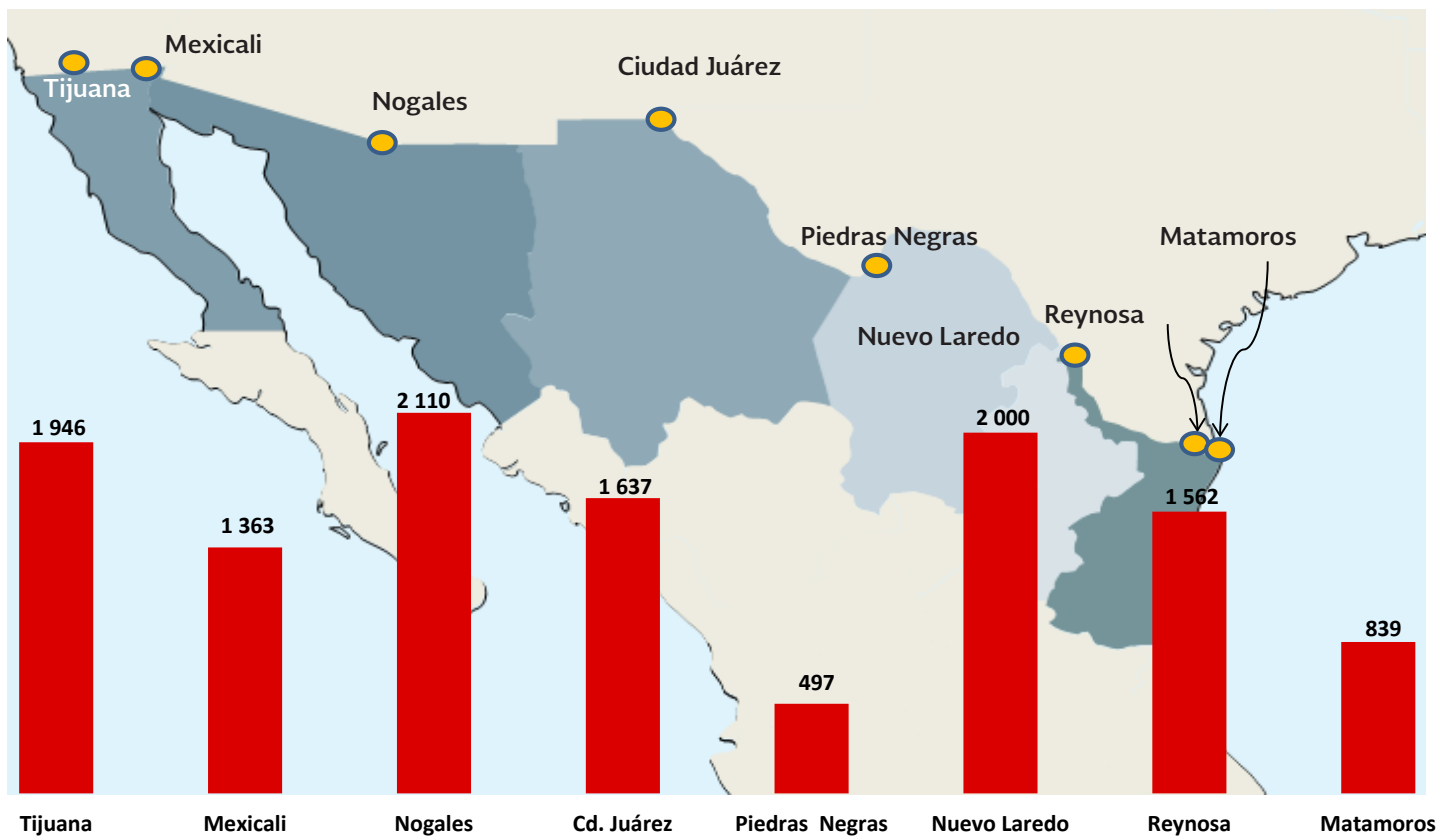 Mexicali
Tijuana
Ciudad Juárez
Nogales
Piedras Negras
Matamoros
Reynosa
Nuevo Laredo
1 946
1 363
2 110
1 637
497
2 000
1 562
839
Tijuana
Mexicali
Nogales
Cd. Juárez
Piedras Negras
Nuevo Laredo
Reynosa
Matamoros